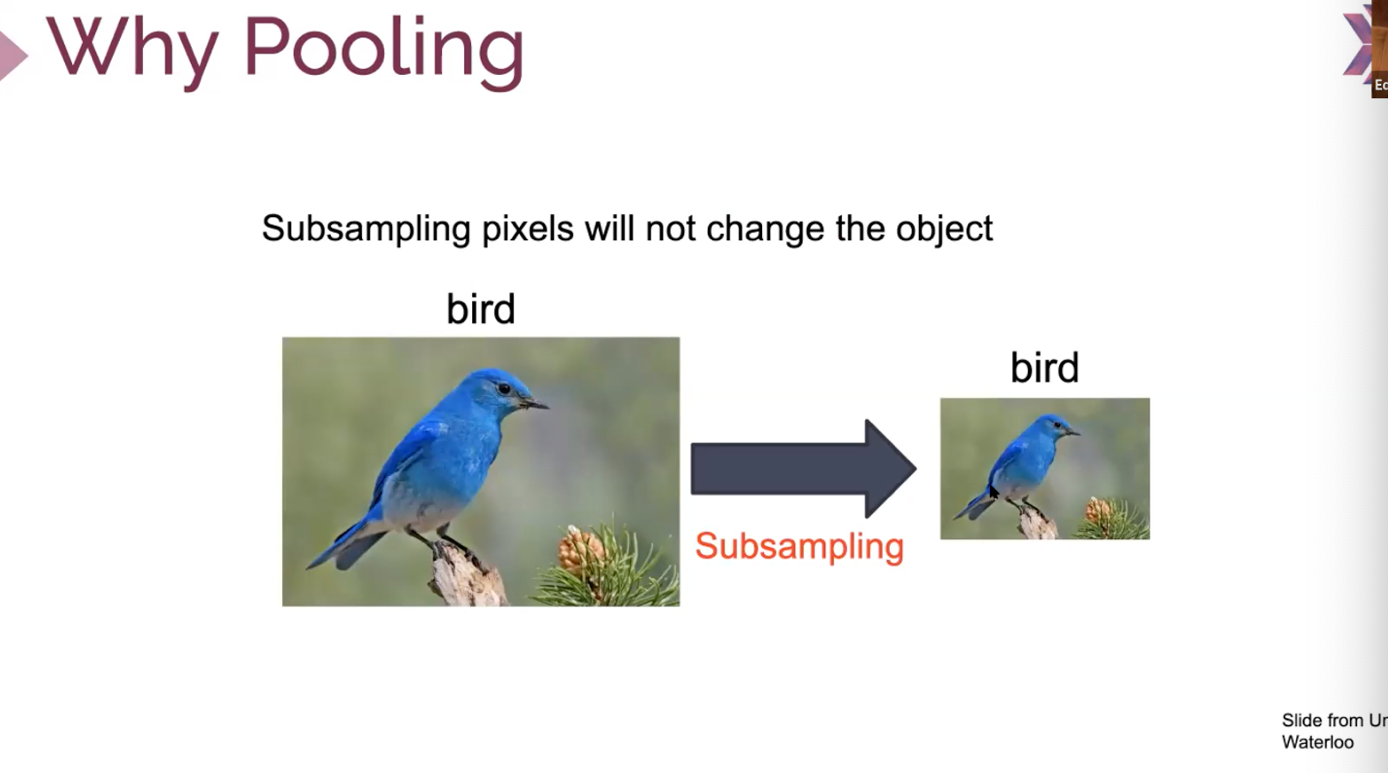 Why Pooling
Subsampling pixels will not change the object
bird
bird
Subsampling
Slide from
Waterloo